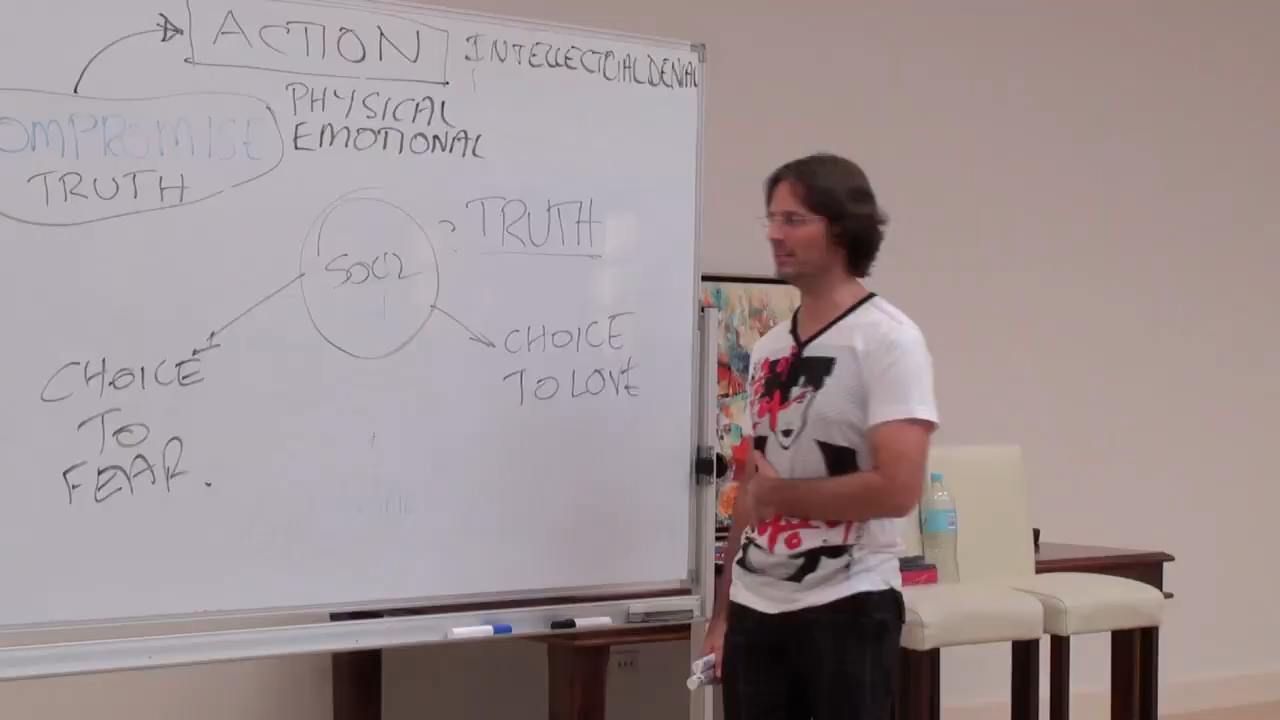 ACTION
INTELLECTUAL DENIAL
PHYSICAL
EMOTIONAL
OMPROMISE
TRUTH
? TRUTH
SOUL
CHOICE
TO LOVE
CHOICE
TO
FEAR.